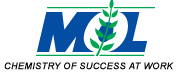 MOL
CHEMISTRY OF SUCCESS AT WORK